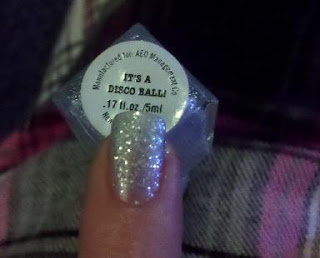 Manufactured for: AEO Management Co
IT'S A
DISCO BALL!
.17 fl.oz./5ml